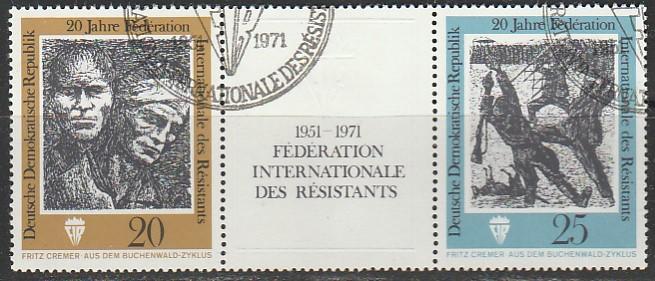 20 Jahre Fédération
Internationale des Résistants
Deutsche Demokratische Republik
20
FRITZ CREMER · AUS DEM BUCHENWALD-ZYKLUS
1951
1971
INTERNATIONALE DES RÉSIST
1951–1971
FÉDÉRATION
INTERNATIONALE
DES RÉSISTANTS
20 Jahre Fédération
Internationale des Résistants
Deutsche Demokratische Republik
25
FRITZ CREMER · AUS DEM BUCHENWALD-ZYKLUS